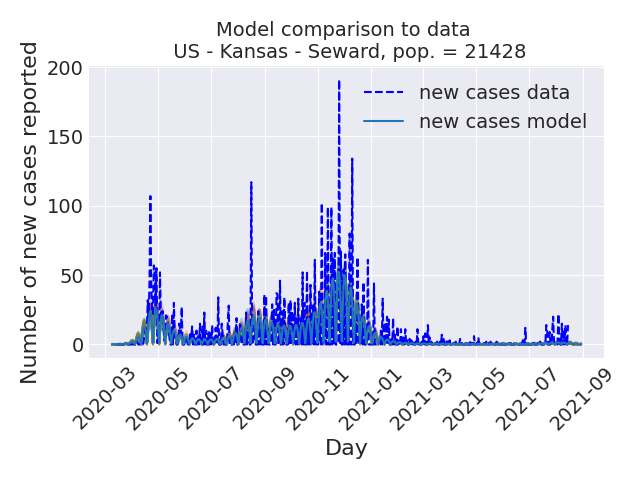 Model comparison to data
US - Kansas - Seward, pop. = 21428
Number of new cases reported
200
150
100
50
0
new cases data
new cases model
2020-03
2020-05
2020-07
2020-09
2020-11
2021-01
2021-03
2021-05
2021-07
2021-09
Day